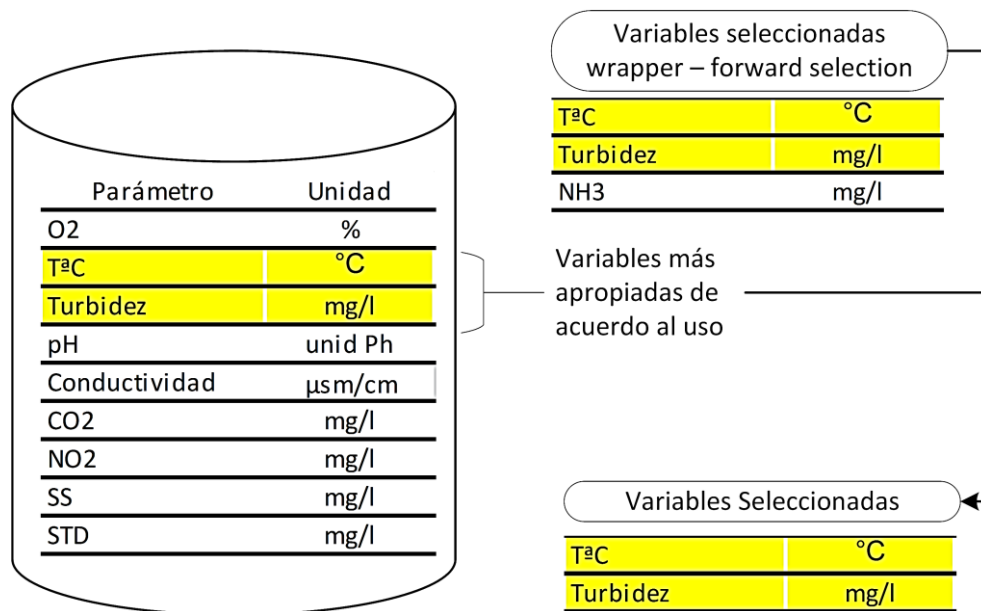 Variables seleccionadas
wrapper – forward selection
TªC °C
Turbidez mg/l
NH3 mg/l
Parámetro Unidad
O2 %
TªC °C
Turbidez mg/l
pH unid Ph
Conductividad µsm/cm
CO2 mg/l
NO2 mg/l
SS mg/l
STD mg/l
Variables más
apropiadas de
acuerdo al uso
Variables Seleccionadas
TªC °C
Turbidez mg/l